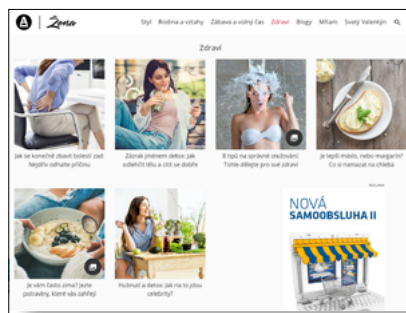 A | Žena
Styl Rodina a vztahy Zábava a volný čas Zdraví Blogy Mňam Svatý Valentýn
Zdraví
Jak se konečně zbavit bolesti zad:
Nejdřív odhalte příčinu
Zázrak jménem detox: Jak
odlehčit tělu a cítit se dobře
8 tipů na správné otužování:
Tohle dělejte pro své zdraví
Je lepší máslo, nebo margarín?
Co si namazat na chleba
REKLAMA
Je vám často zima? Jezte
potraviny, které vás zahřejí
Hubnutí a detox: Jak na to jdou
celebrity?
NOVÁ
SAMOOBSLUHA II